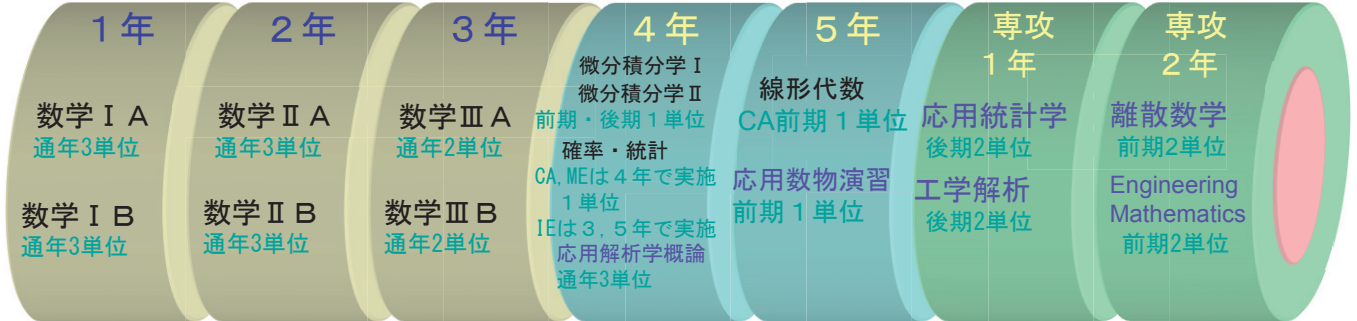 1年
数学ⅠA
通年3単位
数学ⅠB
通年3単位
2年
数学ⅡA
通年3単位
数学ⅡB
通年3単位
3年
数学ⅢA
通年2単位
数学ⅢB
通年2単位
4年
微分積分学Ⅰ
微分積分学Ⅱ
前期・後期1単位
確率・統計
CA,MEは4年で実施
1単位
IEは3,5年で実施
応用解析学概論
通年3単位
5年
線形代数
CA前期1単位
応用数物演習
前期1単位
専攻
1年
応用統計学
後期2単位
工学解析
後期2単位
専攻
2年
離散数学
前期2単位
Engineering
Mathematics
前期2単位